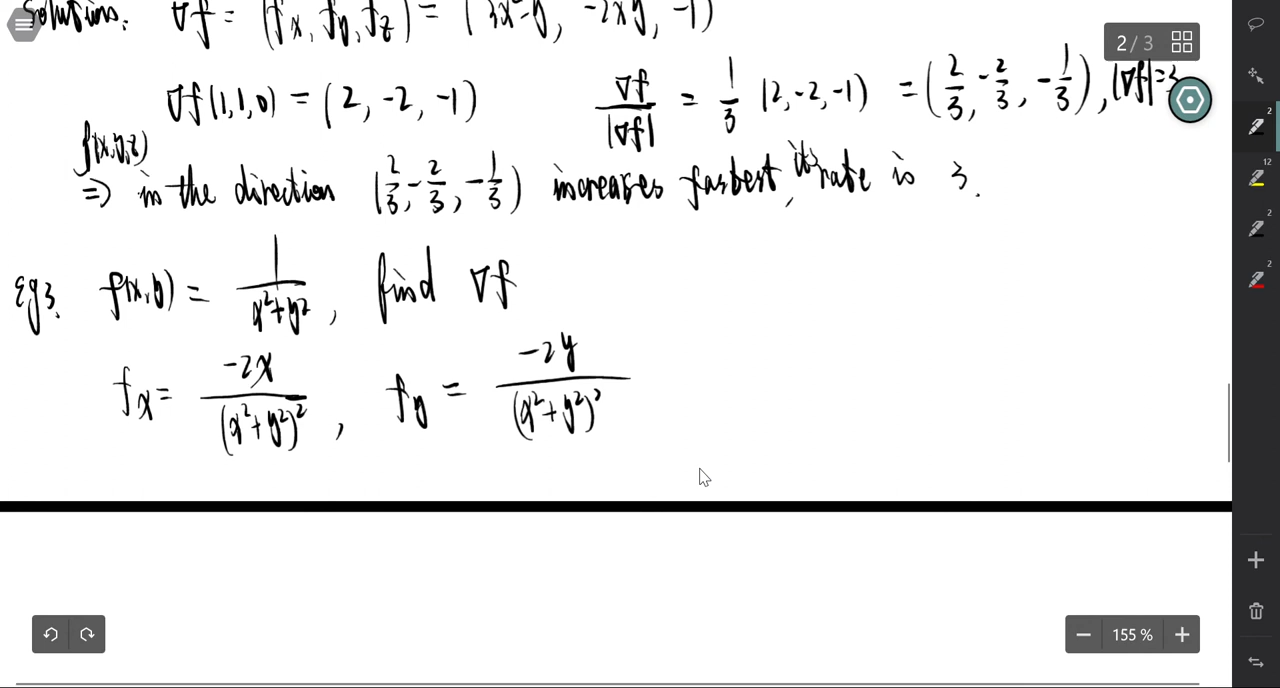 Solution: ∇f = (fx, fy, fz) = (3x²-y, -2xy, -1)
2 / 3
∇f(1,1,0) = (2, -2, -1) ∇f/|∇f| = 1/3 (2,-2,-1) = (2/3, -2/3, -1/3), |∇f|=3
f(x,y,z)
⇒ in the direction (2/3, -2/3, -1/3) increases fastest, it's rate is 3.
Eg3. f(x,y) = 1/(x²+y²), find ∇f
fx = -2x/(x²+y²)², fy = -2y/(x²+y²)²
155 %